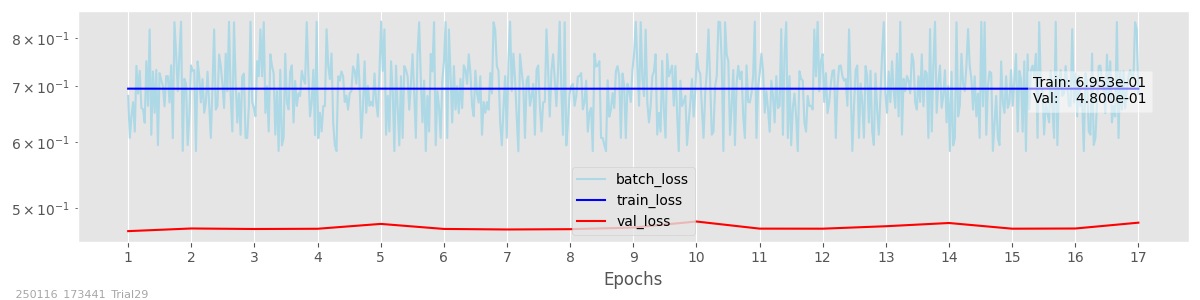 8 × 10⁻¹
7 × 10⁻¹
6 × 10⁻¹
5 × 10⁻¹
Train: 6.953e-01
Val: 4.800e-01
batch_loss
train_loss
val_loss
1 2 3 4 5 6 7 8 9 10 11 12 13 14 15 16 17
Epochs
250116_173441_Trial29